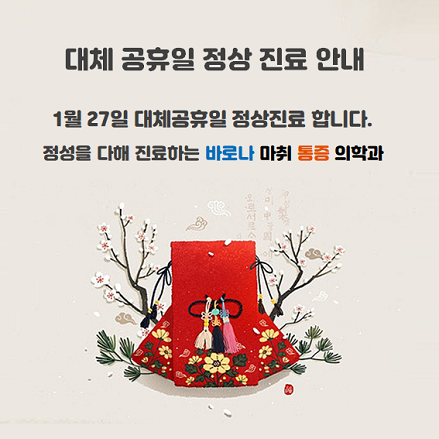 대체 공휴일 정상 진료 안내
1월 27일 대체공휴일 정상진료 합니다.
정성을 다해 진료하는 바로나 마취 통증 의학과